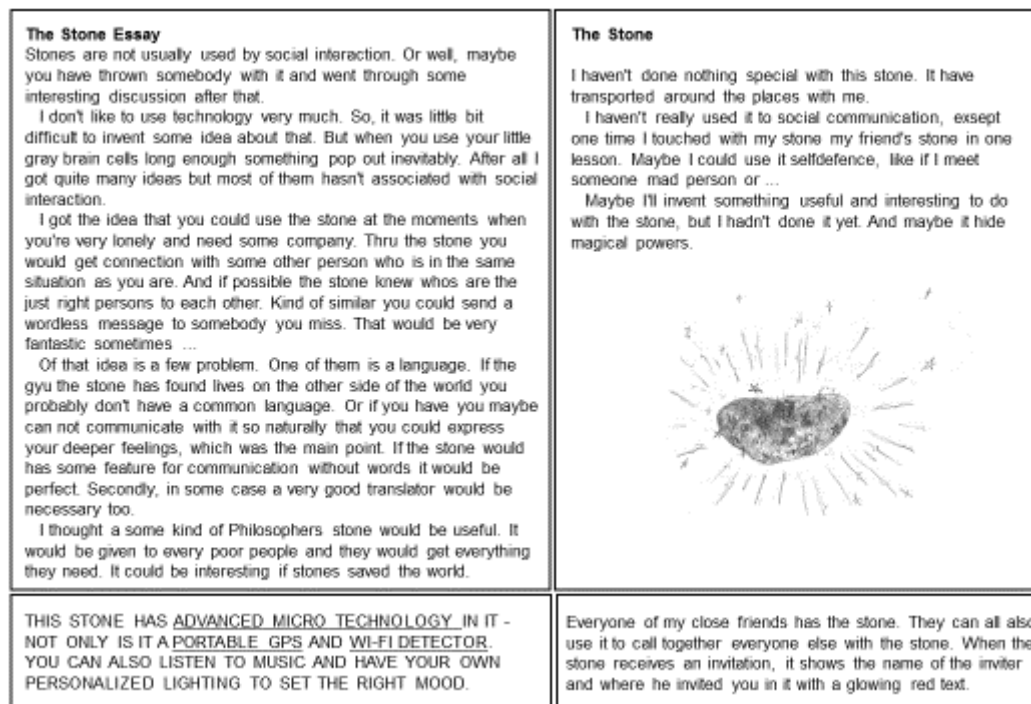 The Stone Essay
Stones are not usually used by social interaction. Or well, maybe
you have thrown somebody with it and went through some
interesting discussion after that.
I don't like to use technology very much. So, it was little bit
difficult to invent some idea about that. But when you use your little
gray brain cells long enough something pop out inevitably. After all I
got quite many ideas but most of them hasn't associated with social
interaction.
I got the idea that you could use the stone at the moments when
you're very lonely and need some company. Thru the stone you
would get connection with some other person who is in the same
situation as you are. And if possible the stone knew whos are the
just right persons to each other. Kind of similar you could send a
wordless message to somebody you miss. That would be very
fantastic sometimes ...
Of that idea is a few problem. One of them is a language. If the
gyu the stone has found lives on the other side of the world you
probably don't have a common language. Or if you have you maybe
can not communicate with it so naturally that you could express
your deeper feelings, which was the main point. If the stone would
has some feature for communication without words it would be
perfect. Secondly, in some case a very good translator would be
necessary too.
I thought a some kind of Philosophers stone would be useful. It
would be given to every poor people and they would get everything
they need. It could be interesting if stones saved the world.
The Stone
I haven't done nothing special with this stone. It have
transported around the places with me.
I haven't really used it to social communication, exsept
one time I touched with my stone my friend's stone in one
lesson. Maybe I could use it selfdefence, like if I meet
someone mad person or ...
Maybe I'll invent something useful and interesting to do
with the stone, but I hadn't done it yet. And maybe it hide
magical powers.
THIS STONE HAS ADVANCED MICRO TECHNOLOGY IN IT -
NOT ONLY IS IT A PORTABLE GPS AND WI-FI DETECTOR.
YOU CAN ALSO LISTEN TO MUSIC AND HAVE YOUR OWN
PERSONALIZED LIGHTING TO SET THE RIGHT MOOD.
Everyone of my close friends has the stone. They can all also
use it to call together everyone else with the stone. When the
stone receives an invitation, it shows the name of the inviter
and where he invited you in it with a glowing red text.